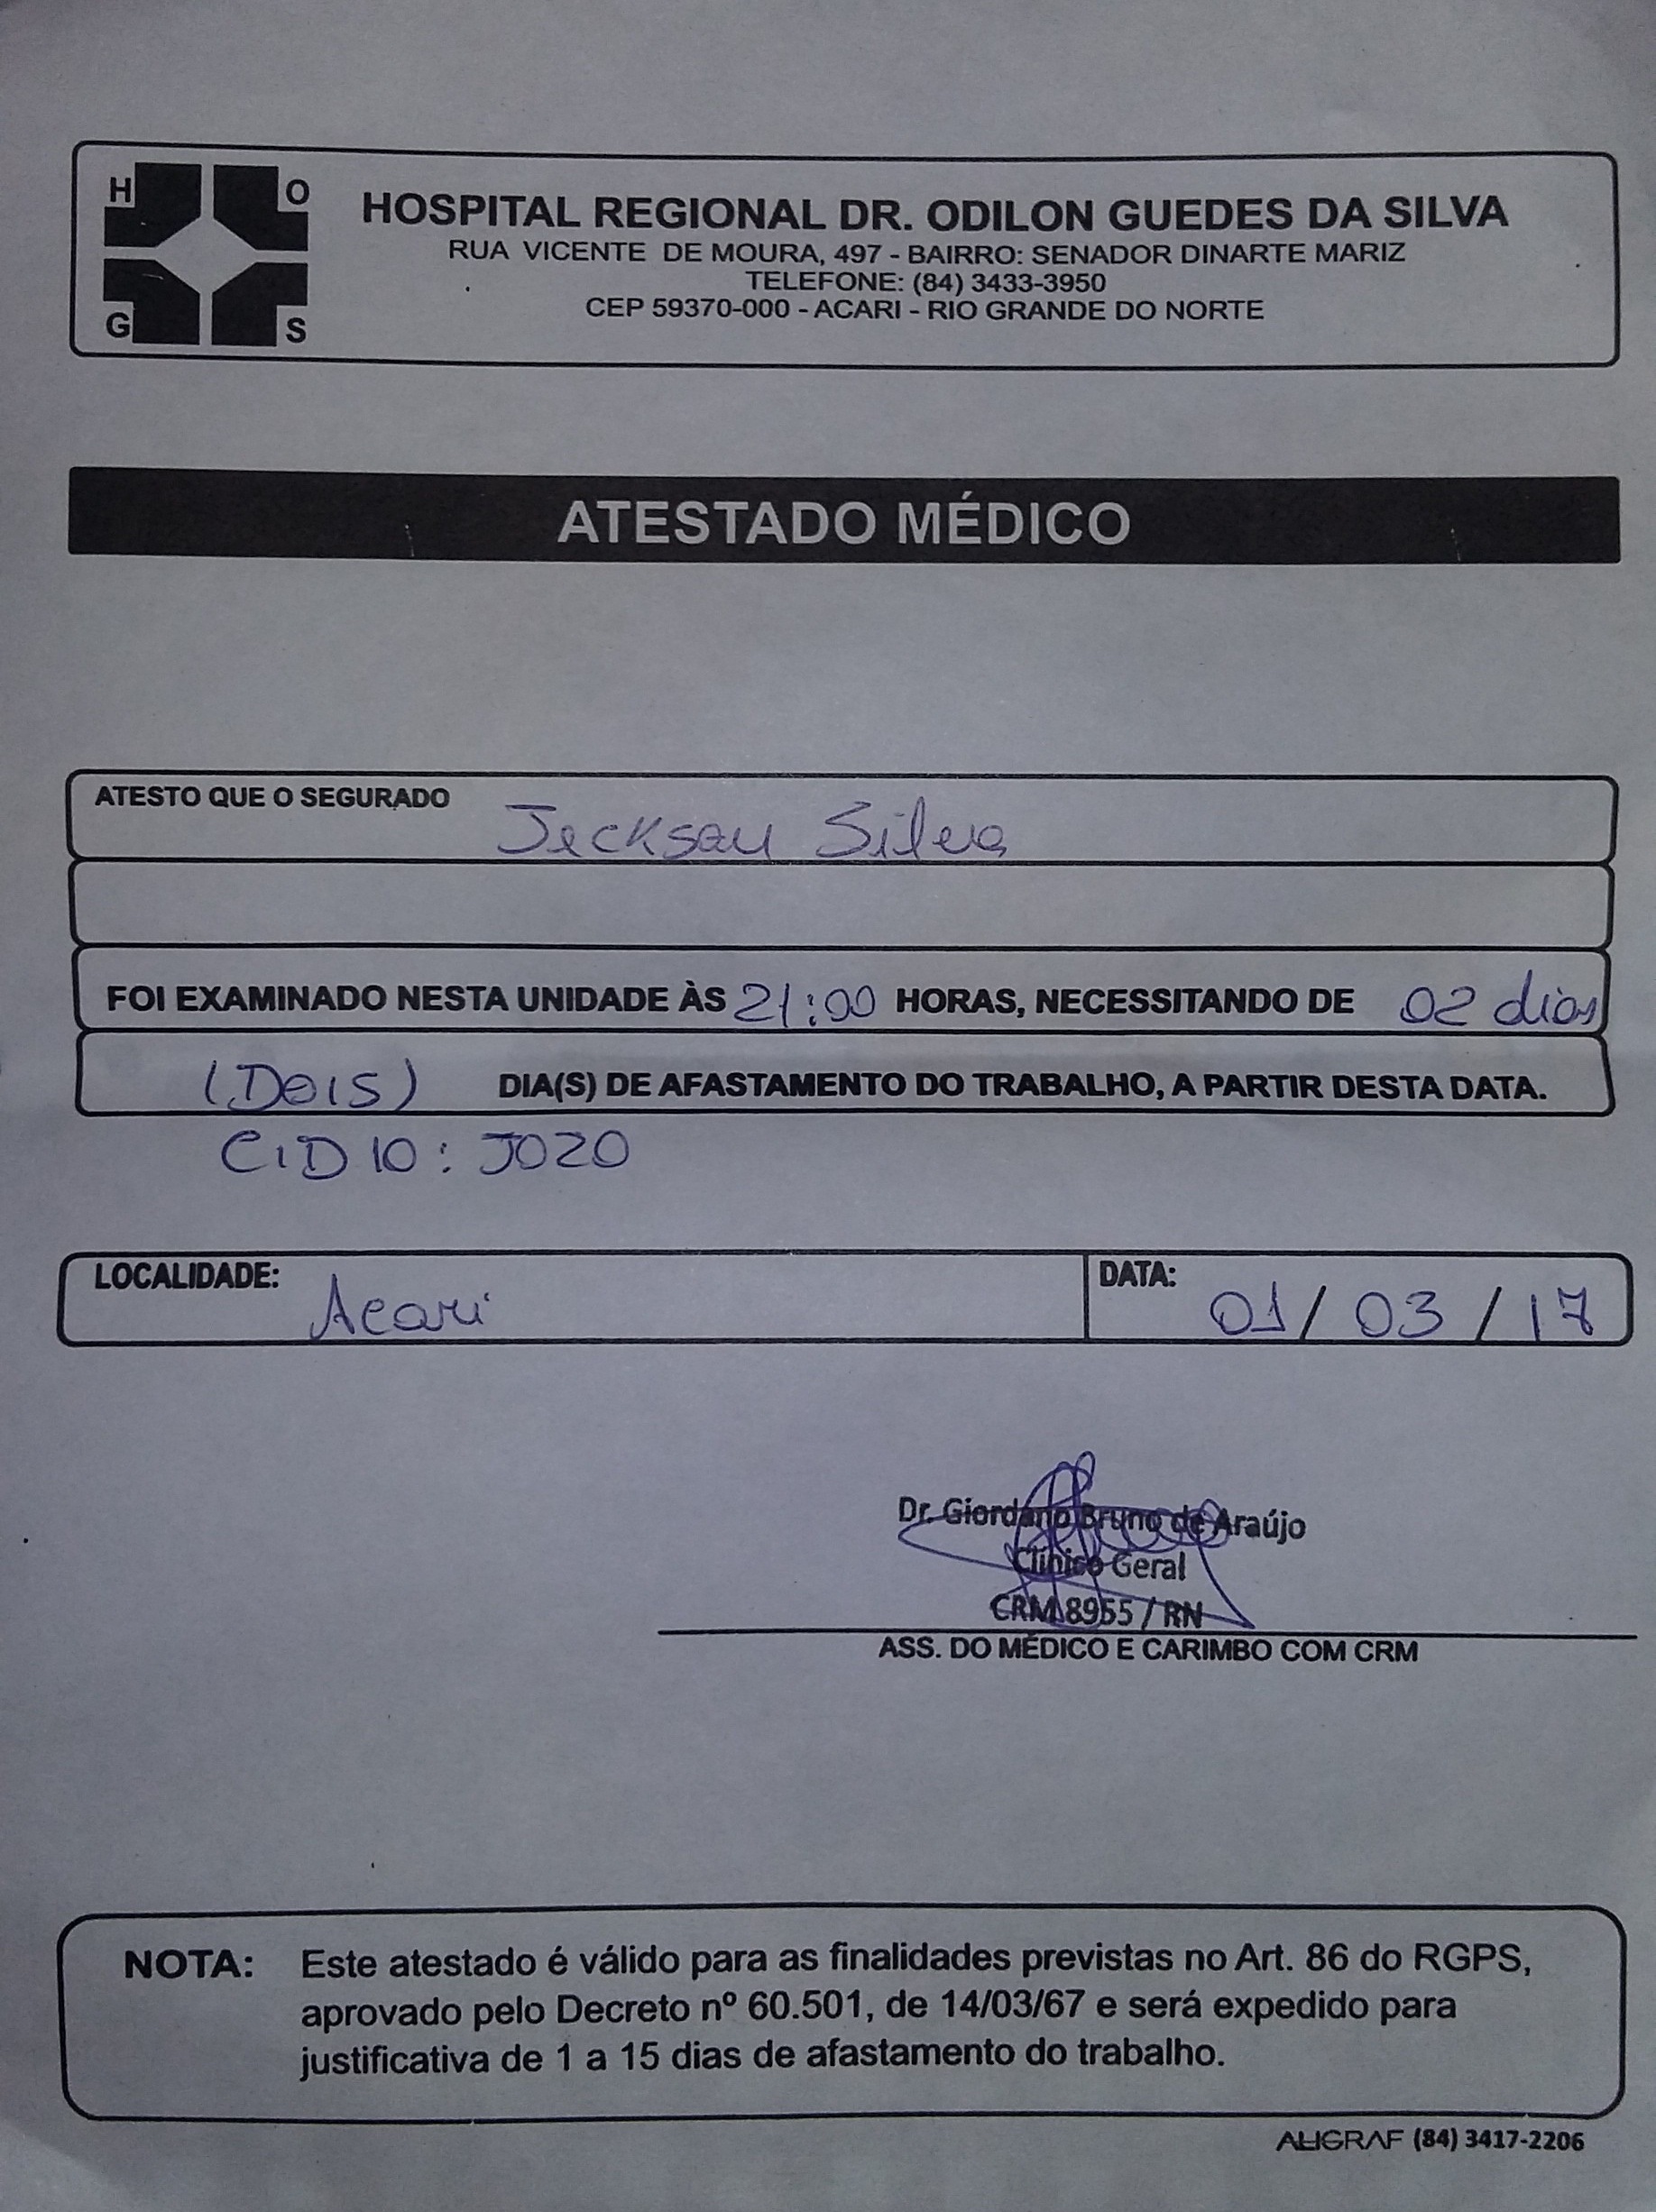 H O
G S
HOSPITAL REGIONAL DR. ODILON GUEDES DA SILVA
RUA VICENTE DE MOURA, 497 - BAIRRO: SENADOR DINARTE MARIZ
TELEFONE: (84) 3433-3950
CEP 59370-000 - ACARI - RIO GRANDE DO NORTE
ATESTADO MÉDICO
ATESTO QUE O SEGURADO Jeckson Silva
FOI EXAMINADO NESTA UNIDADE ÀS 21:00 HORAS, NECESSITANDO DE 02 dias
(DOIS) DIA(S) DE AFASTAMENTO DO TRABALHO, A PARTIR DESTA DATA.
CID 10: J020
LOCALIDADE: Acari DATA: 01/03/17
Dr. Giordano Bruno de Araújo
Clínico Geral
CRM 8955 / RN
ASS. DO MÉDICO E CARIMBO COM CRM
NOTA: Este atestado é válido para as finalidades previstas no Art. 86 do RGPS,
aprovado pelo Decreto nº 60.501, de 14/03/67 e será expedido para
justificativa de 1 a 15 dias de afastamento do trabalho.
ALIGRAF (84) 3417-2206